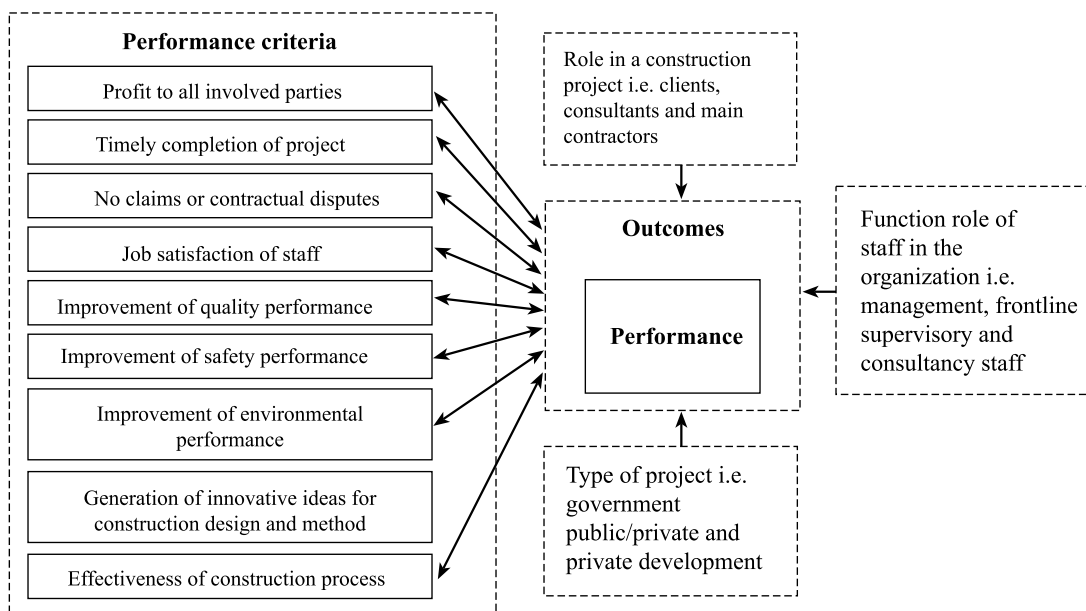 Performance criteria
Profit to all involved parties
Timely completion of project
No claims or contractual disputes
Job satisfaction of staff
Improvement of quality performance
Improvement of safety performance
Improvement of environmental
performance
Generation of innovative ideas for
construction design and method
Effectiveness of construction process
Role in a construction
project i.e. clients,
consultants and main
contractors
Outcomes
Performance
Function role of
staff in the
organization i.e.
management, frontline
supervisory and
consultancy staff
Type of project i.e.
government
public/private and
private development